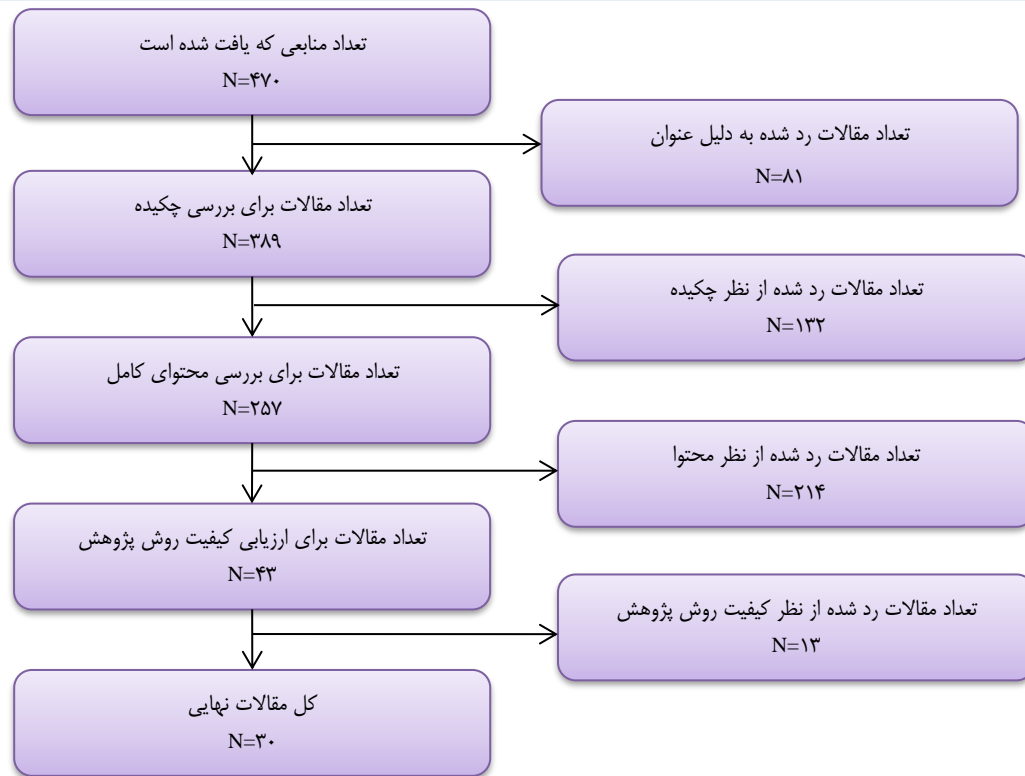 تعداد منابعی که یافت شده است
N=۴۷۰
تعداد مقالات رد شده به دلیل عنوان
N=۸۱
تعداد مقالات برای بررسی چکیده
N=۳۸۹
تعداد مقالات رد شده از نظر چکیده
N=۱۳۲
تعداد مقالات برای بررسی محتوای کامل
N=۲۵۷
تعداد مقالات رد شده از نظر محتوا
N=۲۱۴
تعداد مقالات برای ارزیابی کیفیت روش پژوهش
N=۴۳
تعداد مقالات رد شده از نظر کیفیت روش پژوهش
N=۱۳
کل مقالات نهایی
N=۳۰